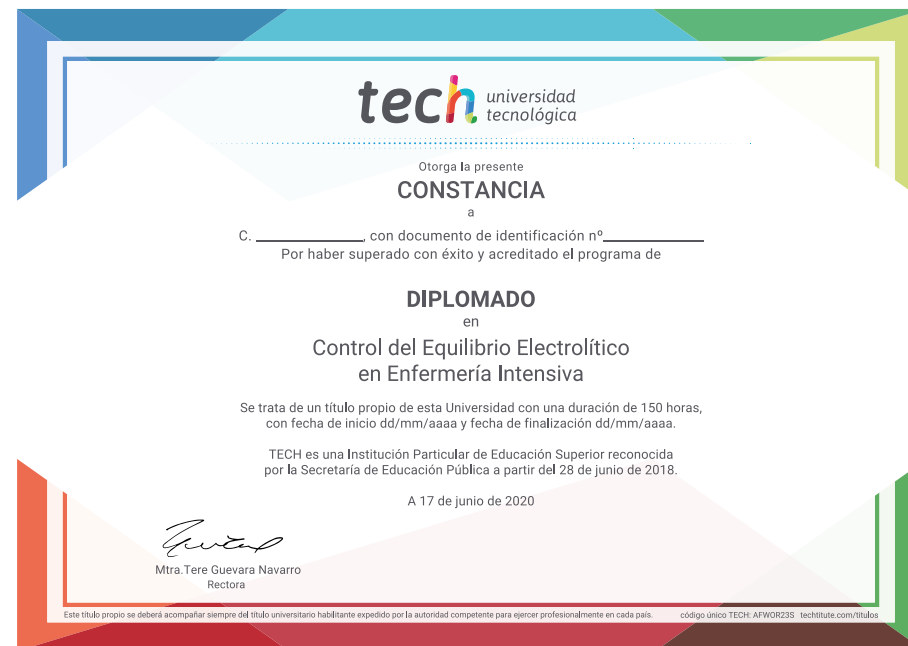 tech universidad
tecnológica
Otorga la presente
CONSTANCIA
a
C. ____________, con documento de identificación nº____________
Por haber superado con éxito y acreditado el programa de
DIPLOMADO
en
Control del Equilibrio Electrolítico
en Enfermería Intensiva
Se trata de un título propio de esta Universidad con una duración de 150 horas,
con fecha de inicio dd/mm/aaaa y fecha de finalización dd/mm/aaaa.
TECH es una Institución Particular de Educación Superior reconocida
por la Secretaría de Educación Pública a partir del 28 de junio de 2018.
A 17 de junio de 2020
Mtra.Tere Guevara Navarro
Rectora
Este título propio se deberá acompañar siempre del título universitario habilitante expedido por la autoridad competente para ejercer profesionalmente en cada país. código único TECH: AFWOR23S techtitute.com/titulos